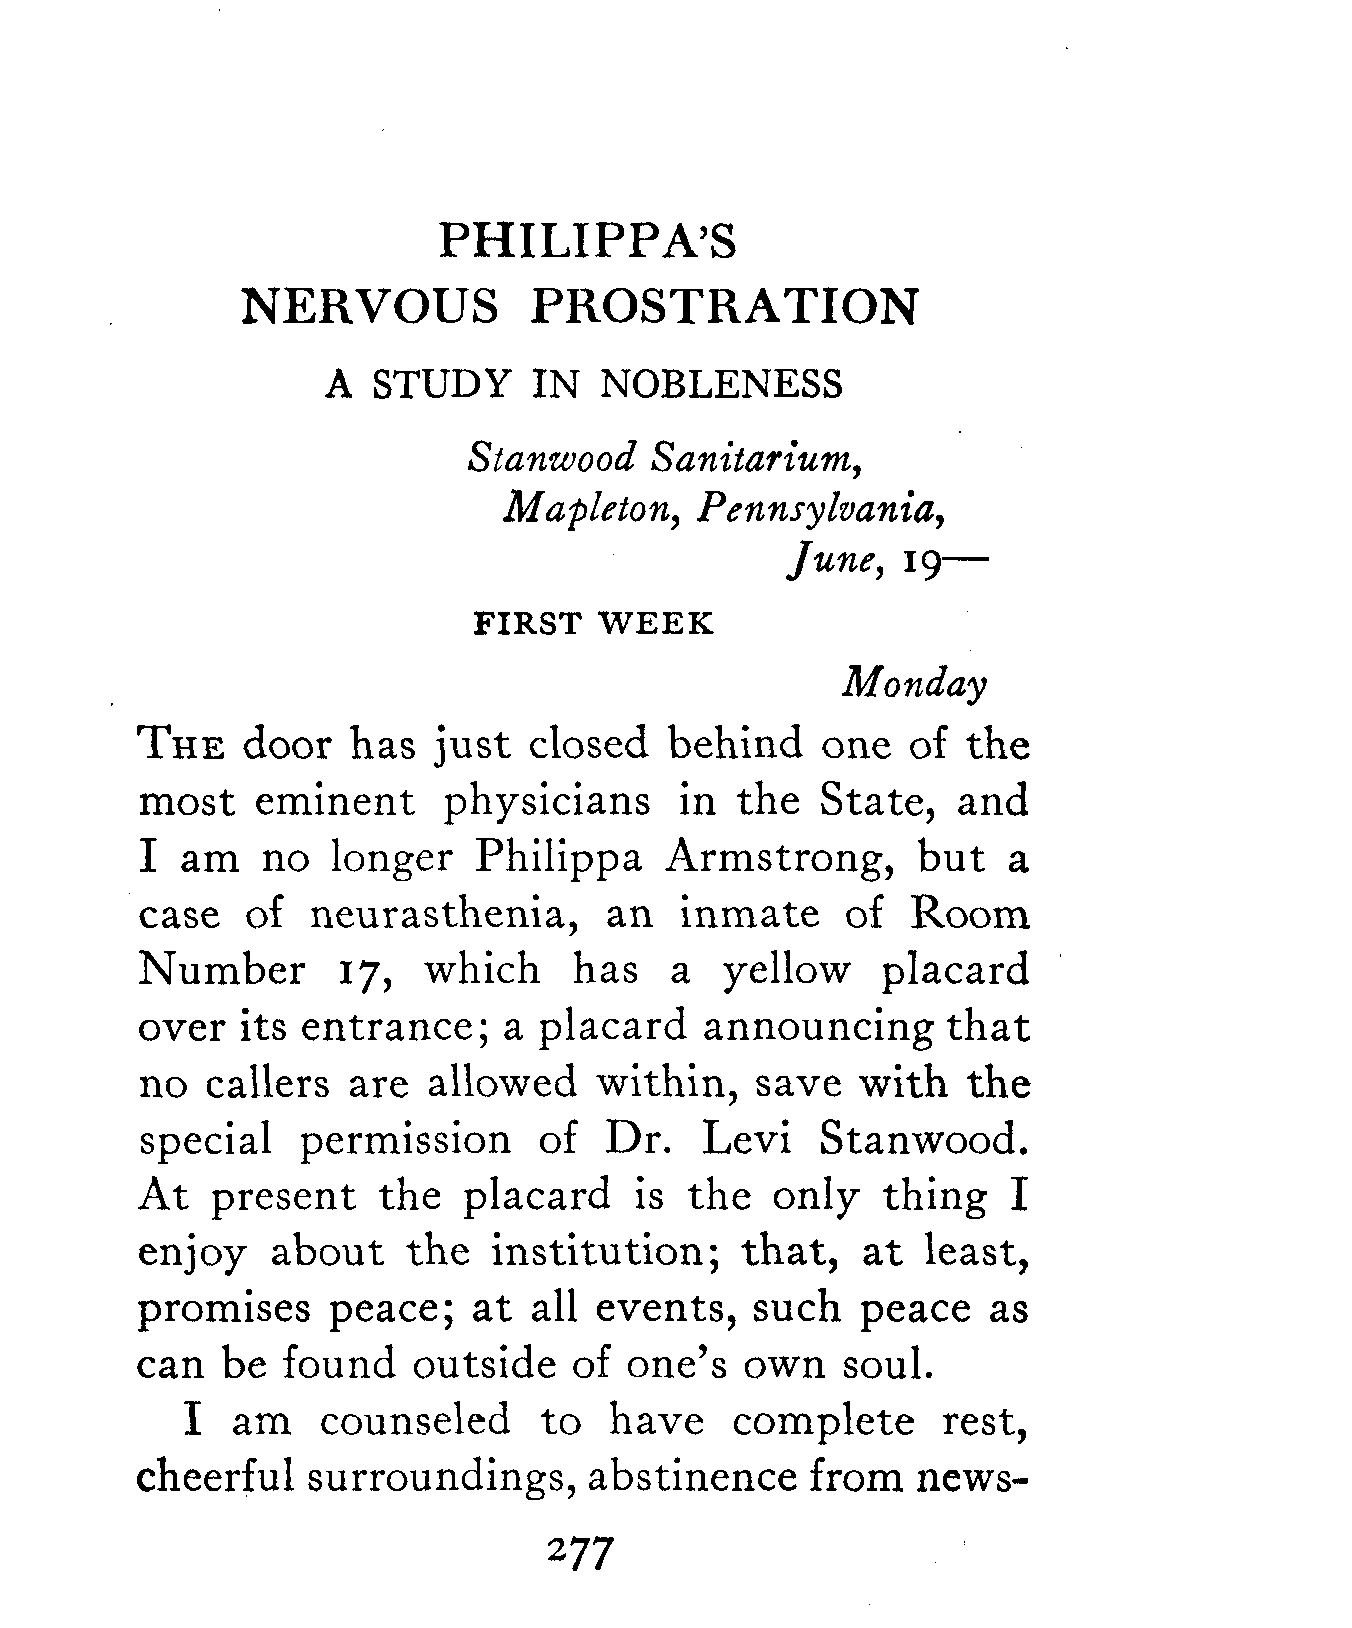 PHILIPPA'S
NERVOUS PROSTRATION
A STUDY IN NOBLENESS
Stanwood Sanitarium,
Mapleton, Pennsylvania,
June, 19—
FIRST WEEK
Monday
THE door has just closed behind one of the
most eminent physicians in the State, and
I am no longer Philippa Armstrong, but a
case of neurasthenia, an inmate of Room
Number 17, which has a yellow placard
over its entrance; a placard announcing that
no callers are allowed within, save with the
special permission of Dr. Levi Stanwood.
At present the placard is the only thing I
enjoy about the institution; that, at least,
promises peace; at all events, such peace as
can be found outside of one's own soul.
I am counseled to have complete rest,
cheerful surroundings, abstinence from news-
277